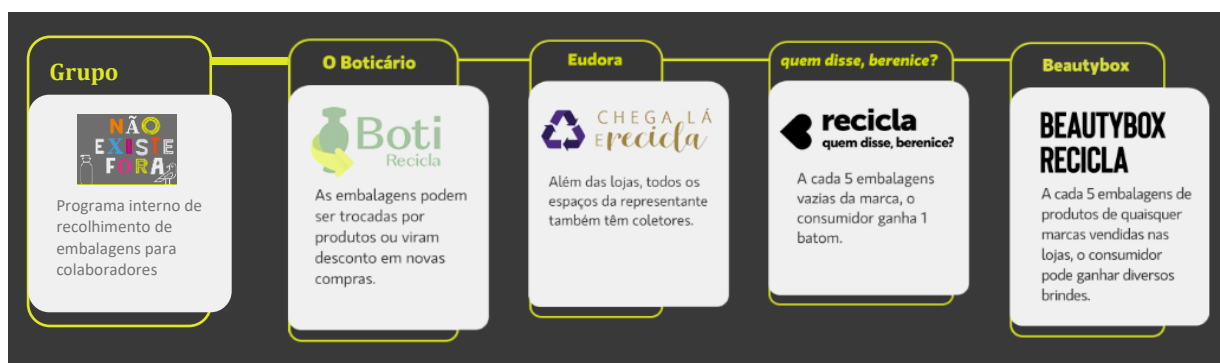 Grupo
NÃO
EXISTE
FORA
Programa interno de
recolhimento de
embalagens para
colaboradores
O Boticário
Boti
Recicla
As embalagens podem
ser trocadas por
produtos ou viram
desconto em novas
compras.
Eudora
CHEGA LÁ
E recicla
Além das lojas, todos os
espaços da representante
também têm coletores.
quem disse, berenice?
recicla
quem disse, berenice?
A cada 5 embalagens
vazias da marca, o
consumidor ganha 1
batom.
Beautybox
BEAUTYBOX
RECICLA
A cada 5 embalagens de
produtos de quaisquer
marcas vendidas nas
lojas, o consumidor
pode ganhar diversos
brindes.